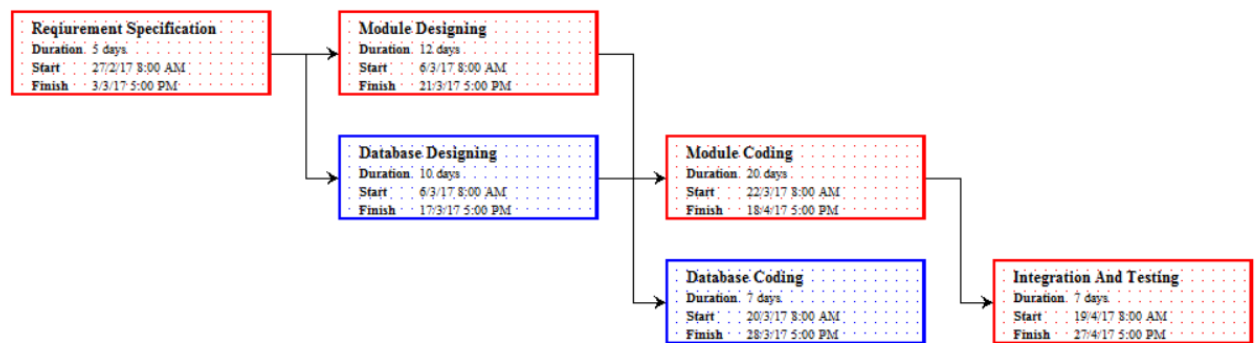 Reqiurement Specification
Duration 5 days
Start 27/2/17 8:00 AM
Finish 3/3/17 5:00 PM
Module Designing
Duration 12 days
Start 6/3/17 8:00 AM
Finish 21/3/17 5:00 PM
Database Designing
Duration 10 days
Start 6/3/17 8:00 AM
Finish 17/3/17 5:00 PM
Module Coding
Duration 20 days
Start 22/3/17 8:00 AM
Finish 18/4/17 5:00 PM
Database Coding
Duration 7 days
Start 20/3/17 8:00 AM
Finish 28/3/17 5:00 PM
Integration And Testing
Duration 7 days
Start 19/4/17 8:00 AM
Finish 27/4/17 5:00 PM